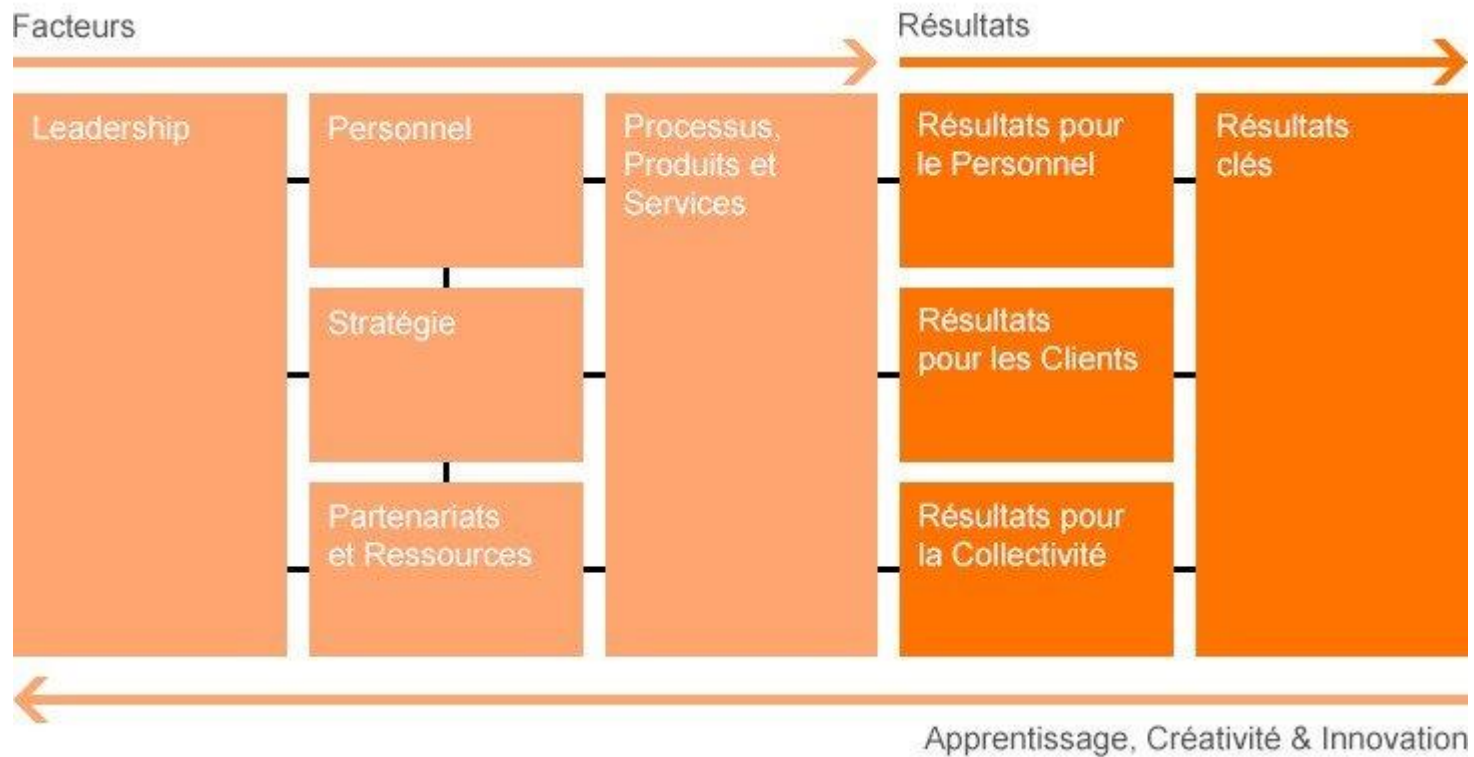 Facteurs
Résultats
Leadership
Personnel
Processus,
Produits et
Services
Résultats pour
le Personnel
Résultats
clés
Stratégie
Résultats
pour les Clients
Partenariats
et Ressources
Résultats pour
la Collectivité
Apprentissage, Créativité & Innovation